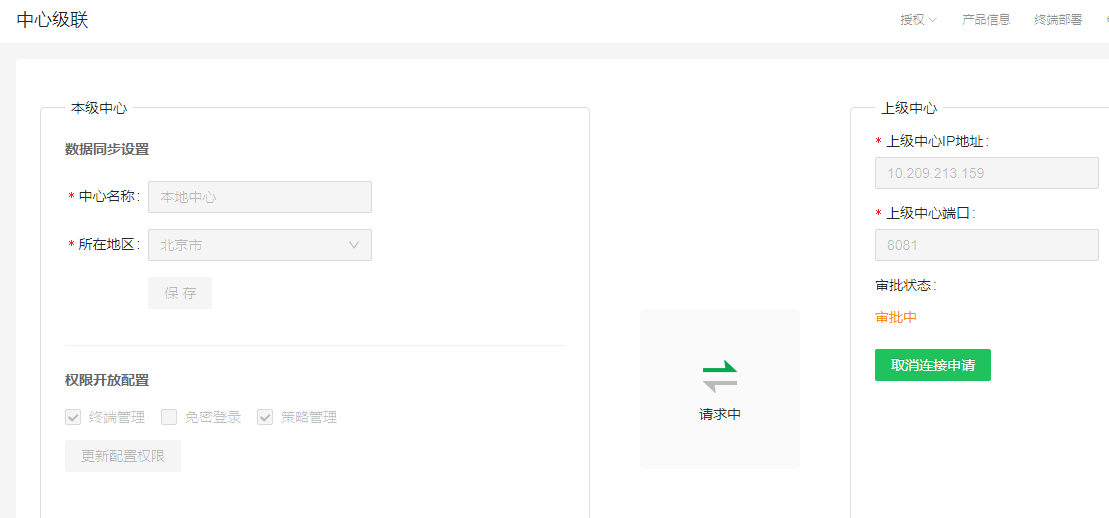 中心级联
授权 产品信息 终端部署
本级中心
数据同步设置
* 中心名称: 本地中心
* 所在地区: 北京市
保 存
权限开放配置
终端管理 免密登录 策略管理
更新配置权限
请求中
上级中心
* 上级中心IP地址:
10.209.213.159
* 上级中心端口:
8081
审批状态:
审批中
取消连接申请